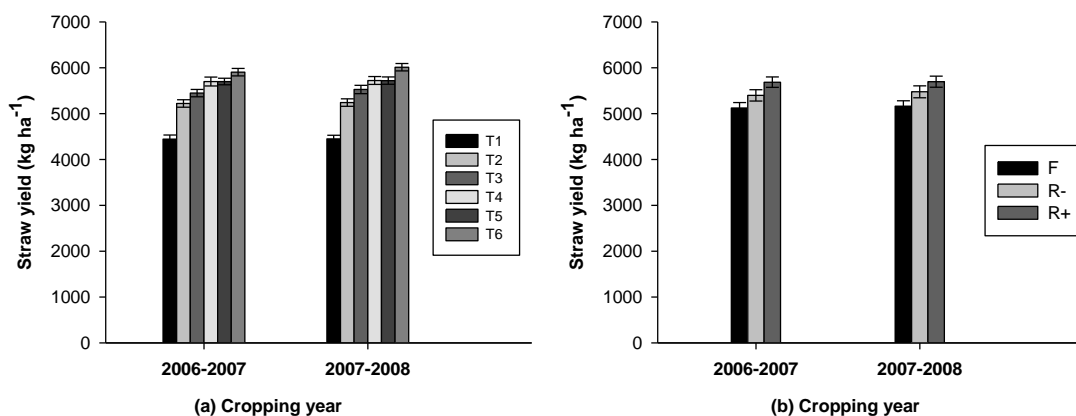 7000
6000
5000
4000
3000
2000
1000
0
Straw yield (kg ha-1)
T1
T2
T3
T4
T5
T6
2006-2007
2007-2008
(a) Cropping year
7000
6000
5000
4000
3000
2000
1000
0
Straw yield (kg ha-1)
F
R-
R+
2006-2007
2007-2008
(b) Cropping year